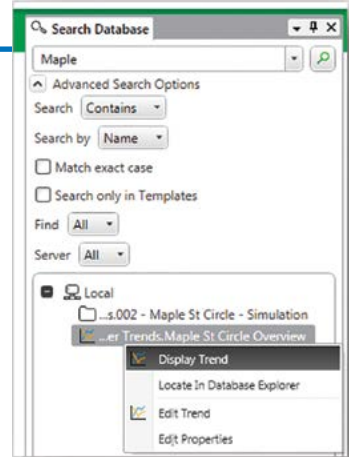 Search Database
Maple
Advanced Search Options
Search Contains
Search by Name
Match exact case
Search only in Templates
Find All
Server All
Local
...s.002 - Maple St Circle - Simulation
...er Trends.Maple St Circle Overview
Display Trend
Locate In Database Explorer
Edit Trend
Edit Properties